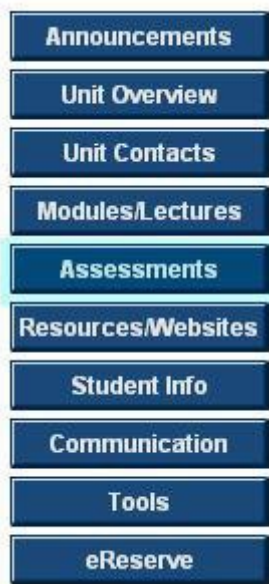 Announcements
Unit Overview
Unit Contacts
Modules/Lectures
Assessments
Resources/Websites
Student Info
Communication
Tools
eReserve